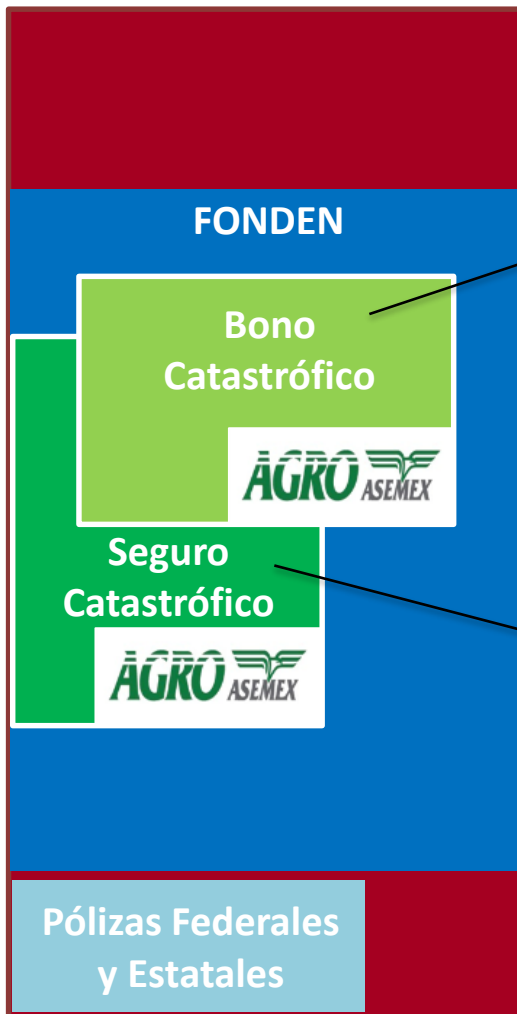 FONDEN
Bono
Catastrófico
AGRO ASEMEX
Seguro
Catastrófico
AGRO ASEMEX
Pólizas Federales
y Estatales